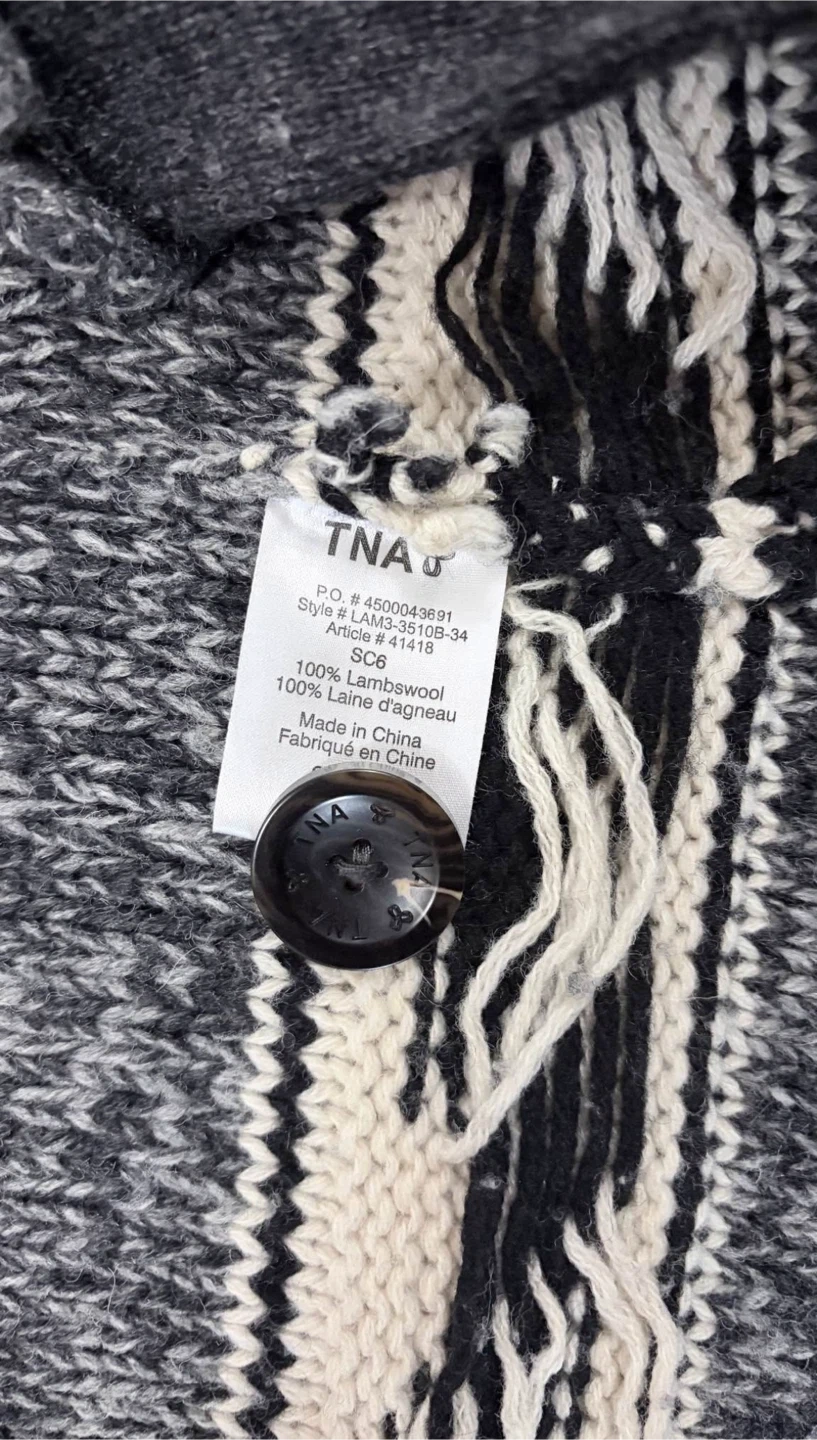 TNA
P.O. # 4500043691
Style # LAM3-3510B-34
Article # 41418
SC6
100% Lambswool
100% Laine d'agneau
Made in China
Fabriqué en Chine
TNA
TNA
TNA